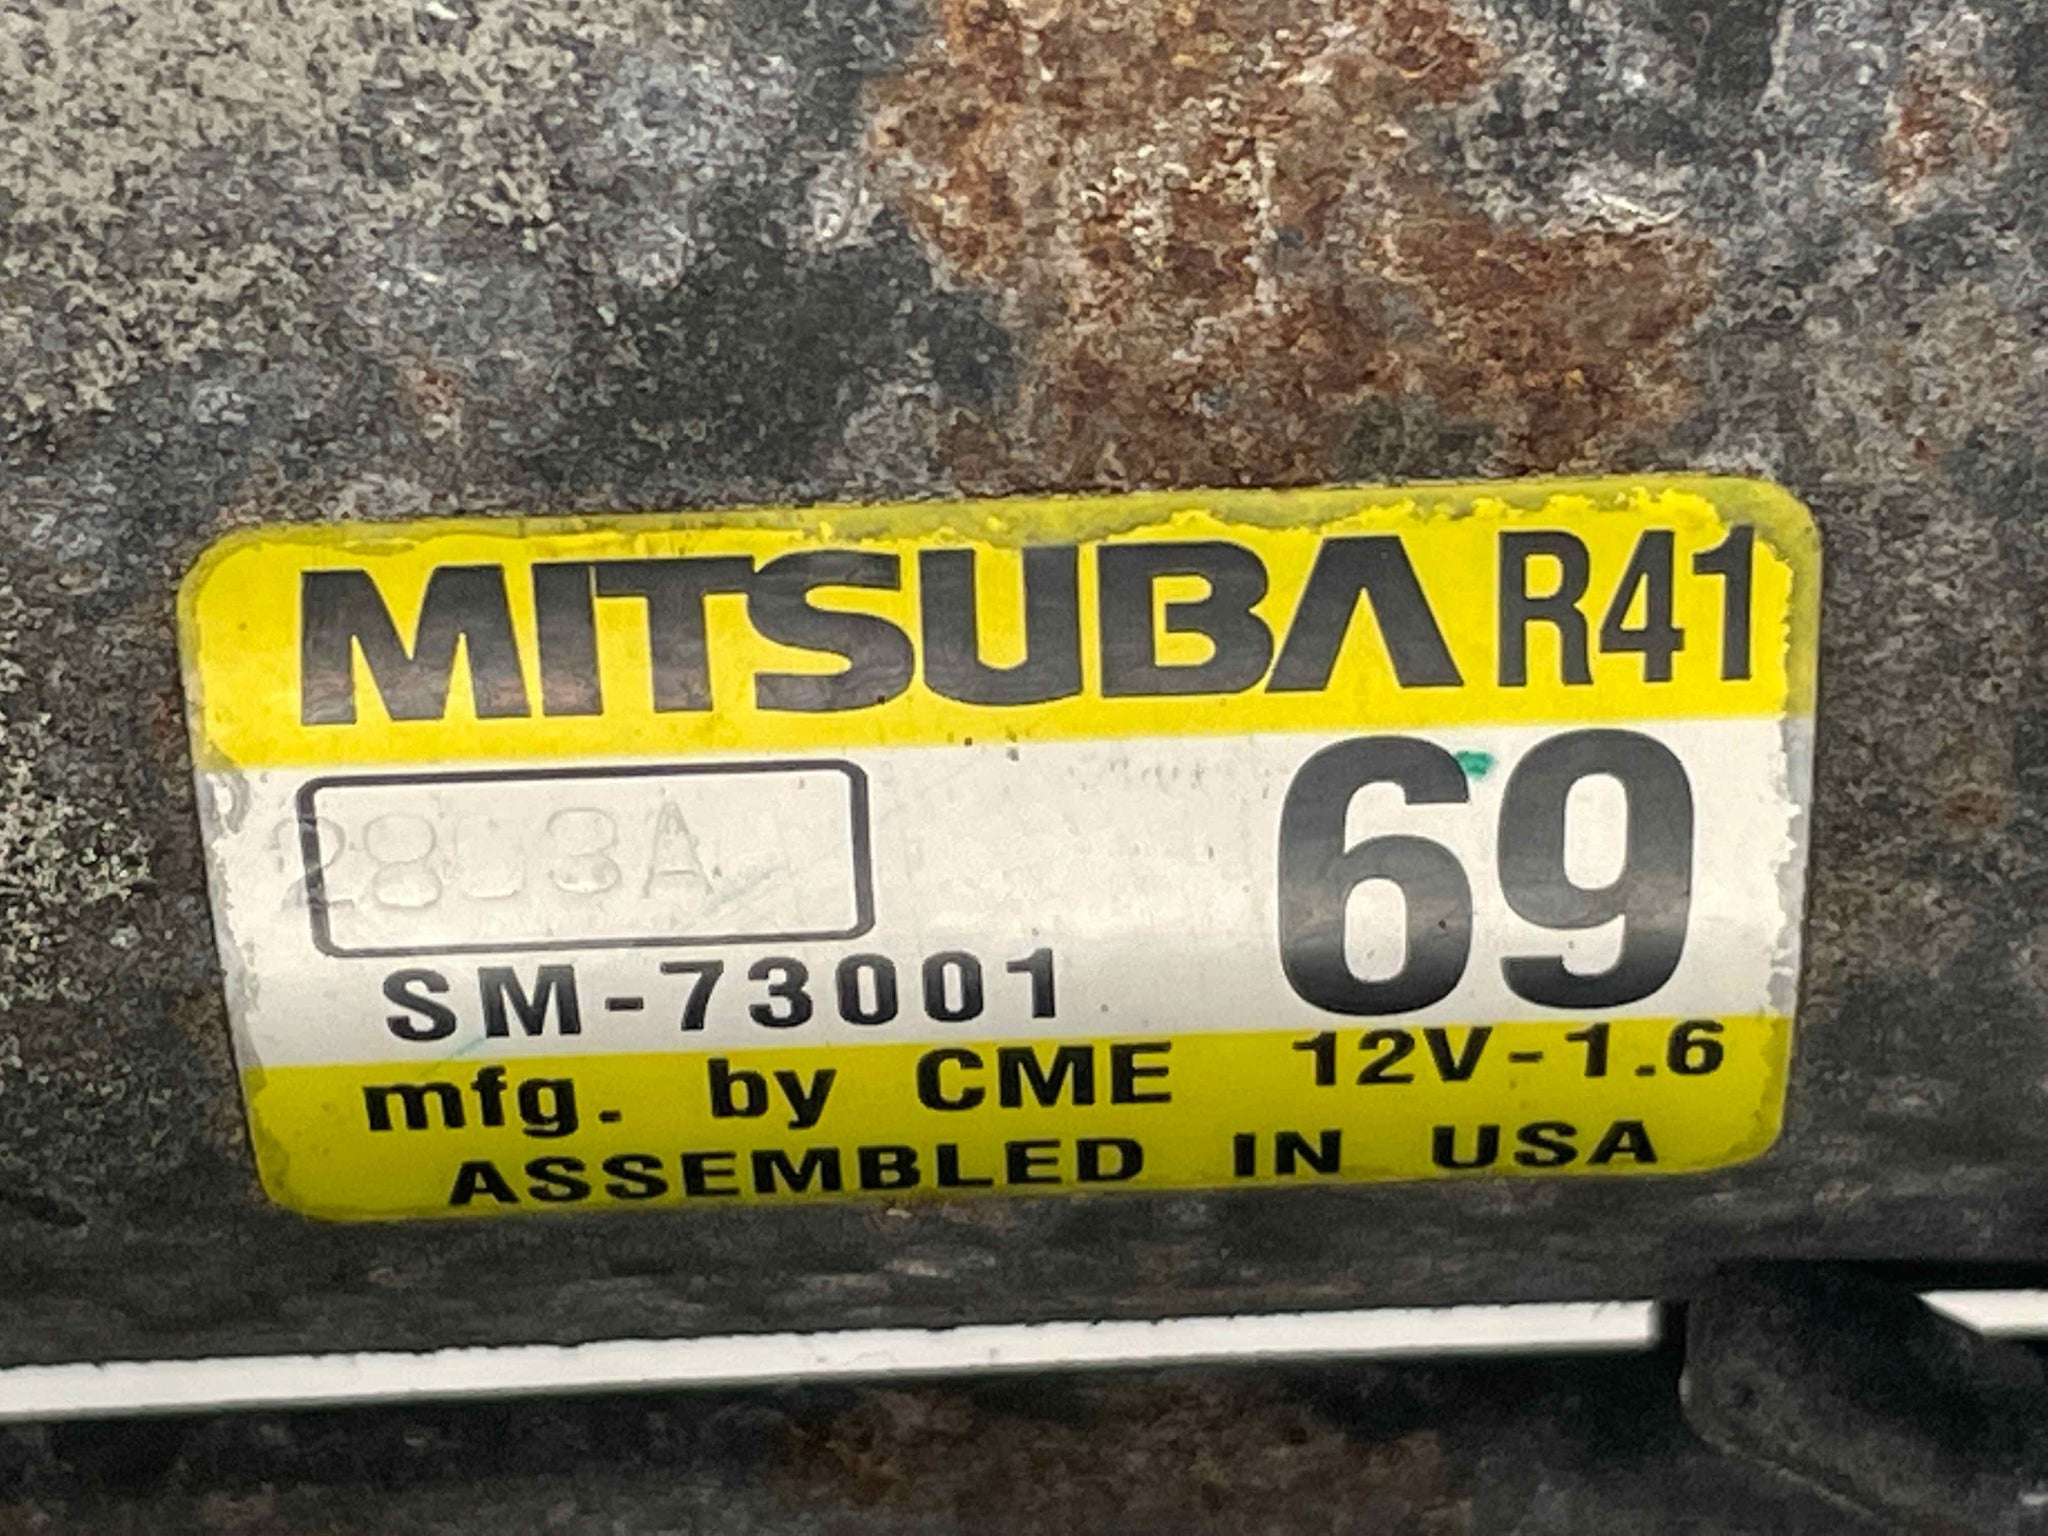 MITSUBA R41
69
SM-73001
mfg. by CME 12V-1.6
ASSEMBLED IN USA